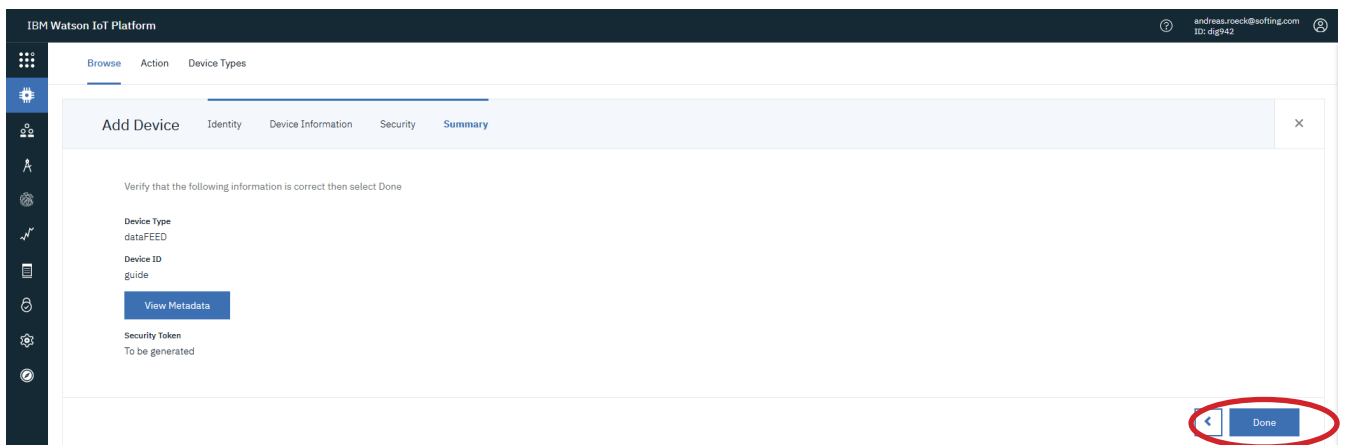 IBM Watson IoT Platform
andreas.roeck@softing.com
ID: dig942
Browse Action Device Types
Add Device Identity Device Information Security Summary
Verify that the following information is correct then select Done
Device Type
dataFEED
Device ID
guide
View Metadata
Security Token
To be generated
Done